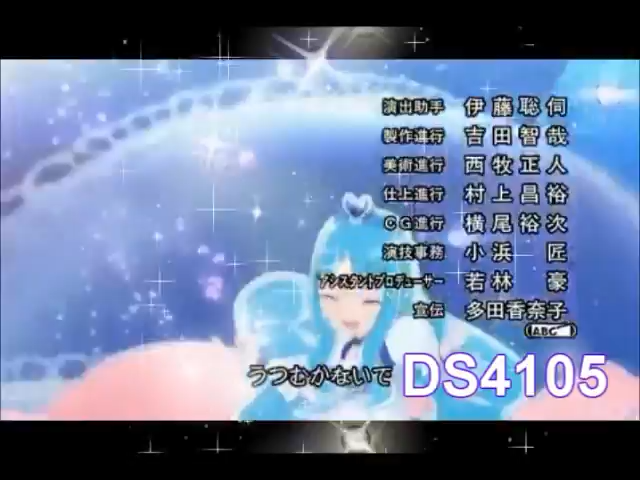 演出助手 伊藤聡伺
製作進行 吉田智哉
美術進行 西牧正人
仕上進行 村上昌裕
CG進行 横尾裕次
演技事務 小浜 匠
アシスタントプロデューサー 若林 豪
宣伝 多田香奈子
(ABC)
うつむかないで
DS4105